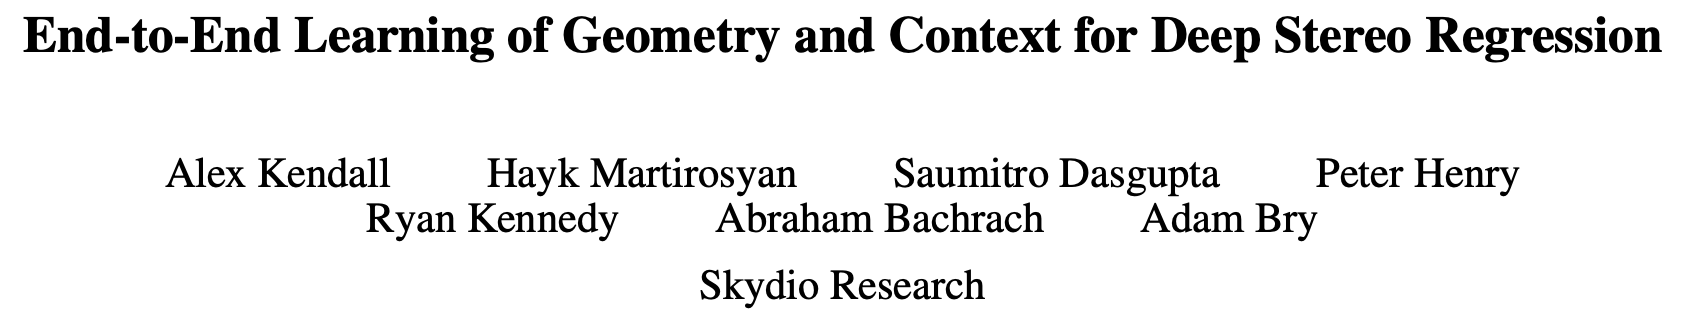 End-to-End Learning of Geometry and Context for Deep Stereo Regression
Alex Kendall Hayk Martirosyan Saumitro Dasgupta Peter Henry
Ryan Kennedy Abraham Bachrach Adam Bry
Skydio Research